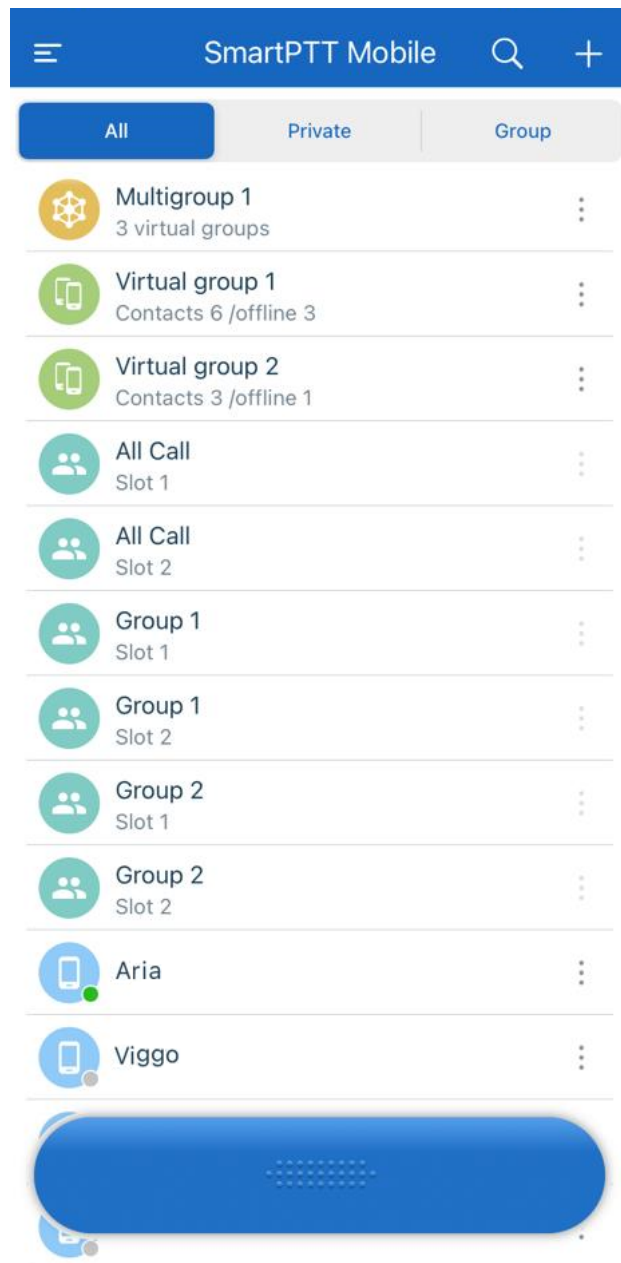 SmartPTT Mobile
All Private Group
Multigroup 1
3 virtual groups
Virtual group 1
Contacts 6 /offline 3
Virtual group 2
Contacts 3 /offline 1
All Call
Slot 1
All Call
Slot 2
Group 1
Slot 1
Group 1
Slot 2
Group 2
Slot 1
Group 2
Slot 2
Aria
Viggo